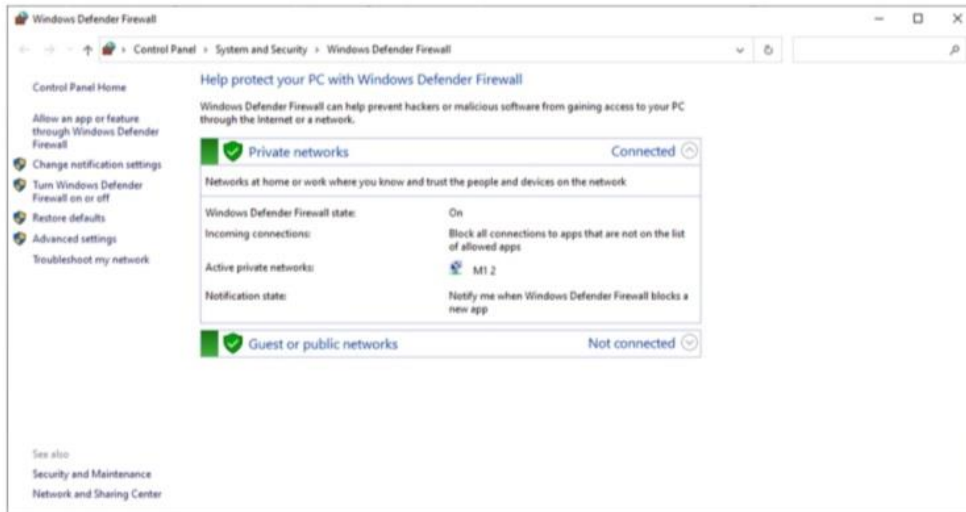 Windows Defender Firewall
Control Panel › System and Security › Windows Defender Firewall
Control Panel Home
Allow an app or feature
through Windows Defender
Firewall
Change notification settings
Turn Windows Defender
Firewall on or off
Restore defaults
Advanced settings
Troubleshoot my network
See also
Security and Maintenance
Network and Sharing Center
Help protect your PC with Windows Defender Firewall
Windows Defender Firewall can help prevent hackers or malicious software from gaining access to your PC
through the Internet or a network.
Private networks Connected
Networks at home or work where you know and trust the people and devices on the network
Windows Defender Firewall state: On
Incoming connections: Block all connections to apps that are not on the list
of allowed apps
Active private networks: M1 2
Notification state: Notify me when Windows Defender Firewall blocks a
new app
Guest or public networks Not connected